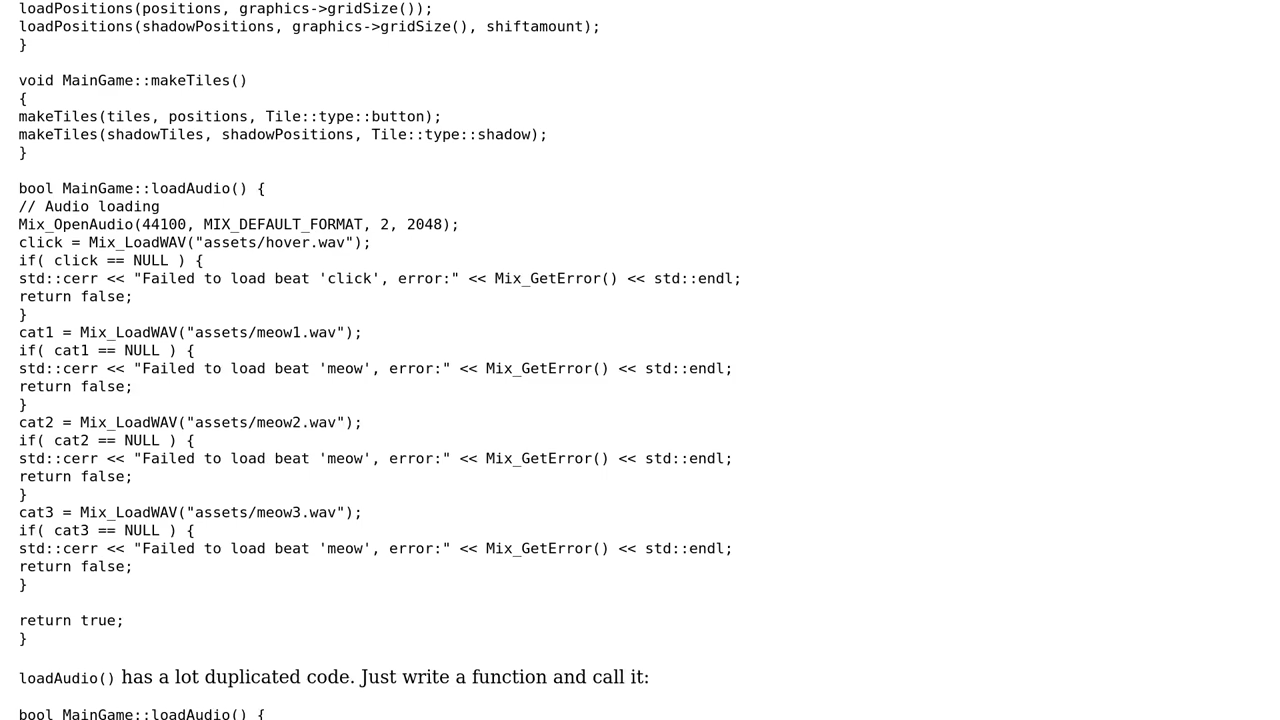 loadPositions(positions, graphics->gridSize());
loadPositions(shadowPositions, graphics->gridSize(), shiftamount);
}
void MainGame::makeTiles()
{
makeTiles(tiles, positions, Tile::type::button);
makeTiles(shadowTiles, shadowPositions, Tile::type::shadow);
}
bool MainGame::loadAudio() {
// Audio loading
Mix_OpenAudio(44100, MIX_DEFAULT_FORMAT, 2, 2048);
click = Mix_LoadWAV("assets/hover.wav");
if( click == NULL ) {
std::cerr << "Failed to load beat 'click', error:" << Mix_GetError() << std::endl;
return false;
}
cat1 = Mix_LoadWAV("assets/meow1.wav");
if( cat1 == NULL ) {
std::cerr << "Failed to load beat 'meow', error:" << Mix_GetError() << std::endl;
return false;
}
cat2 = Mix_LoadWAV("assets/meow2.wav");
if( cat2 == NULL ) {
std::cerr << "Failed to load beat 'meow', error:" << Mix_GetError() << std::endl;
return false;
}
cat3 = Mix_LoadWAV("assets/meow3.wav");
if( cat3 == NULL ) {
std::cerr << "Failed to load beat 'meow', error:" << Mix_GetError() << std::endl;
return false;
}
return true;
}
loadAudio() has a lot duplicated code. Just write a function and call it:
bool MainGame::loadAudio() {